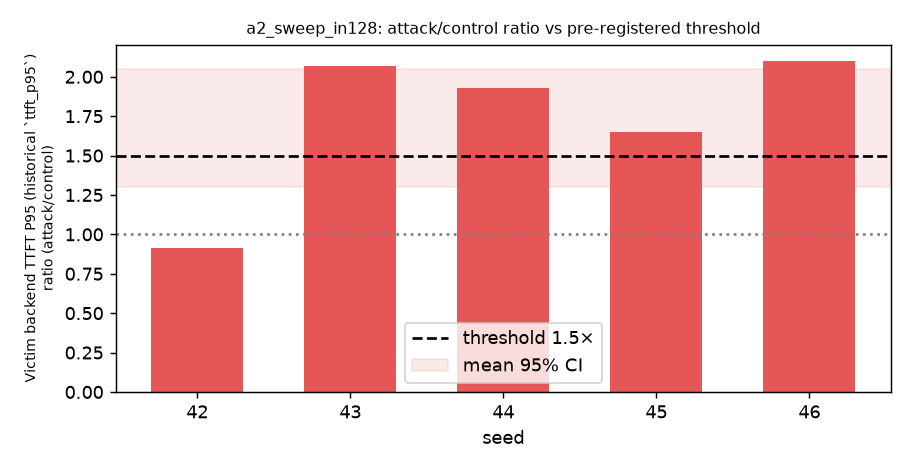 a2_sweep_in128: attack/control ratio vs pre-registered threshold
Victim backend TTFT P95 (historical `ttft_p95`)
ratio (attack/control)
2.00
1.75
1.50
1.25
1.00
0.75
0.50
0.25
0.00
threshold 1.5×
mean 95% CI
42 43 44 45 46
seed